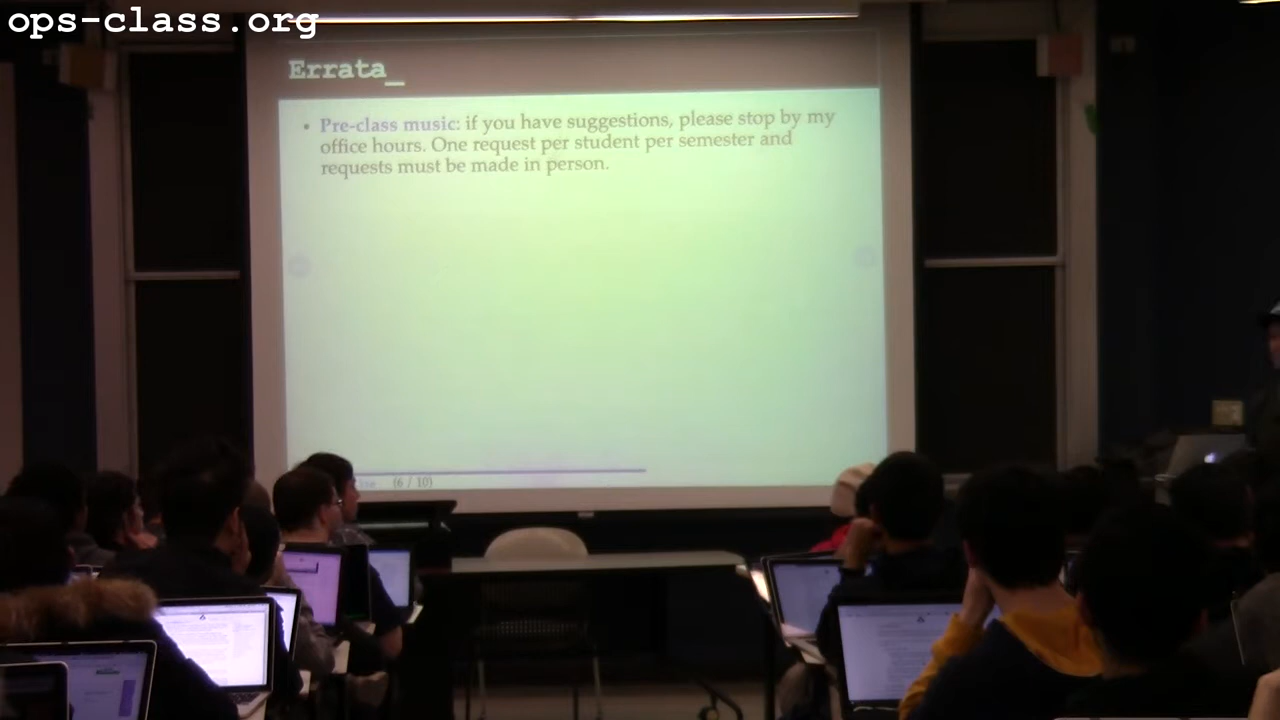 ops-class.org
Errata_
• Pre-class music: if you have suggestions, please stop by my
office hours. One request per student per semester and
requests must be made in person.
(6 / 10)